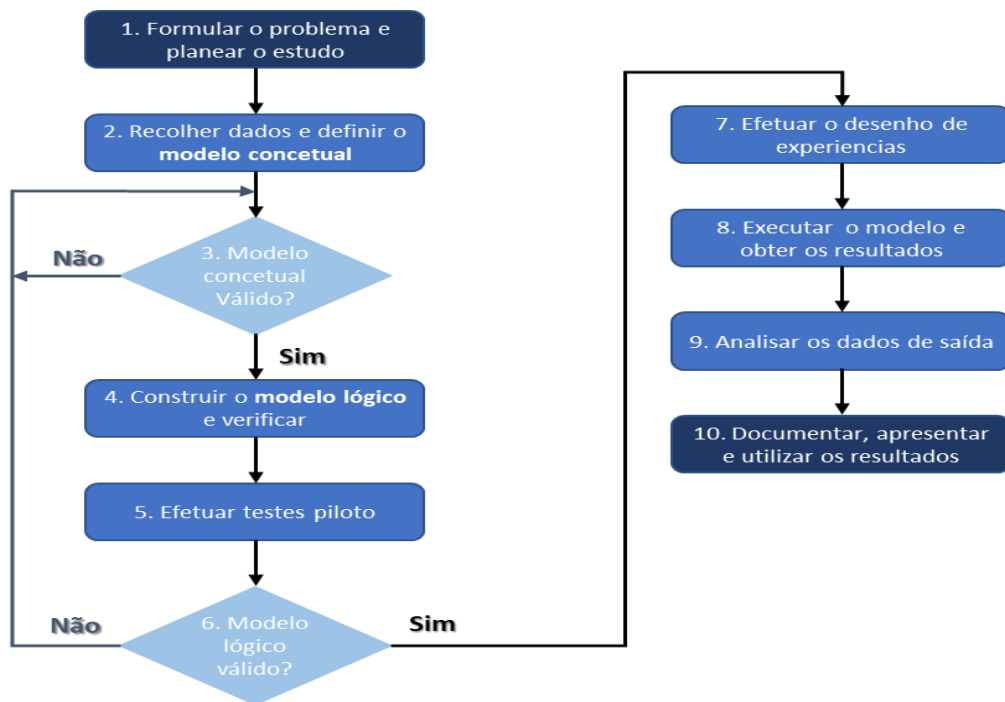 1. Formular o problema e
planear o estudo
2. Recolher dados e definir o
modelo concetual
Não
3. Modelo
concetual
Válido?
Sim
4. Construir o modelo lógico
e verificar
5. Efetuar testes piloto
Não
6. Modelo
lógico
válido?
Sim
7. Efetuar o desenho de
experiencias
8. Executar o modelo e
obter os resultados
9. Analisar os dados de saída
10. Documentar, apresentar
e utilizar os resultados